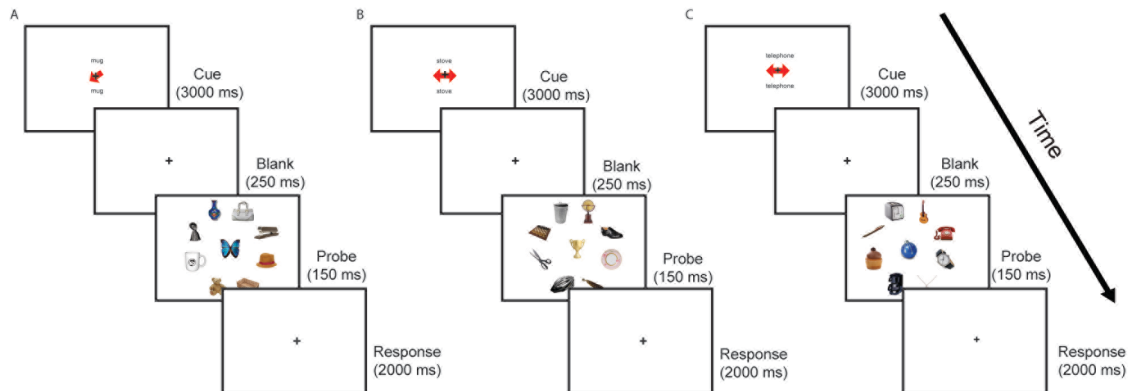 A
mug
mug
Cue
(3000 ms)
Blank
(250 ms)
Probe
(150 ms)
Response
(2000 ms)
B
stove
stove
Cue
(3000 ms)
Blank
(250 ms)
Probe
(150 ms)
Response
(2000 ms)
C
telephone
telephone
Cue
(3000 ms)
Blank
(250 ms)
Probe
(150 ms)
Response
(2000 ms)
Time